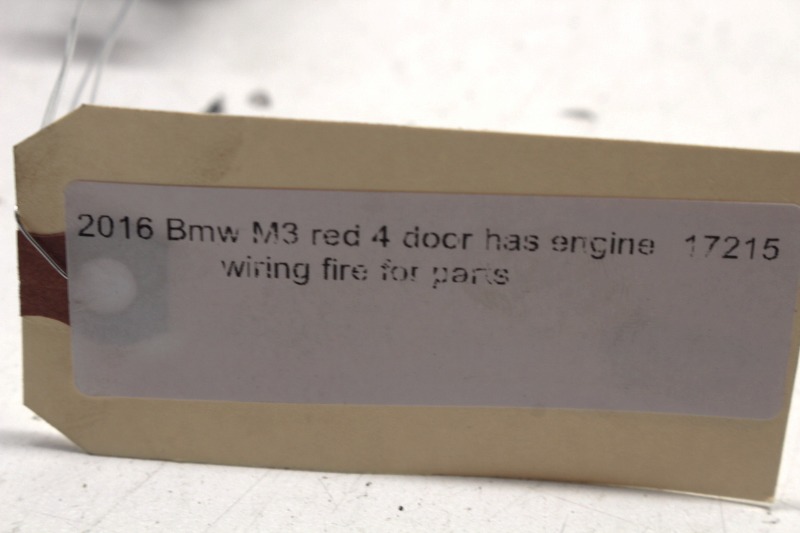 2016 Bmw M3 red 4 door has engine 17215
wiring fire for parts